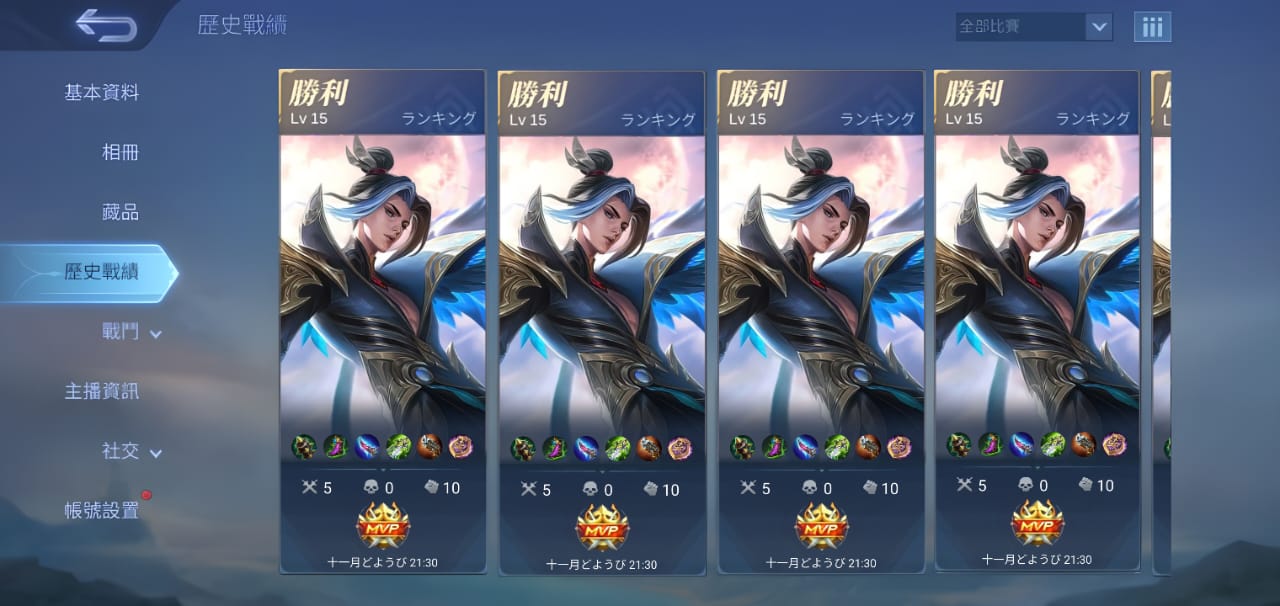 歷史戰績
全部比賽
基本資料
相冊
藏品
歷史戰績
戰鬥
主播資訊
社交
帳號設置
勝利
Lv 15 ランキング
5 0 10
MVP
十一月どようび 21:30
勝利
Lv 15 ランキング
5 0 10
MVP
十一月どようび 21:30
勝利
Lv 15 ランキング
5 0 10
MVP
十一月どようび 21:30
勝利
Lv 15 ランキング
5 0 10
MVP
十一月どようび 21:30